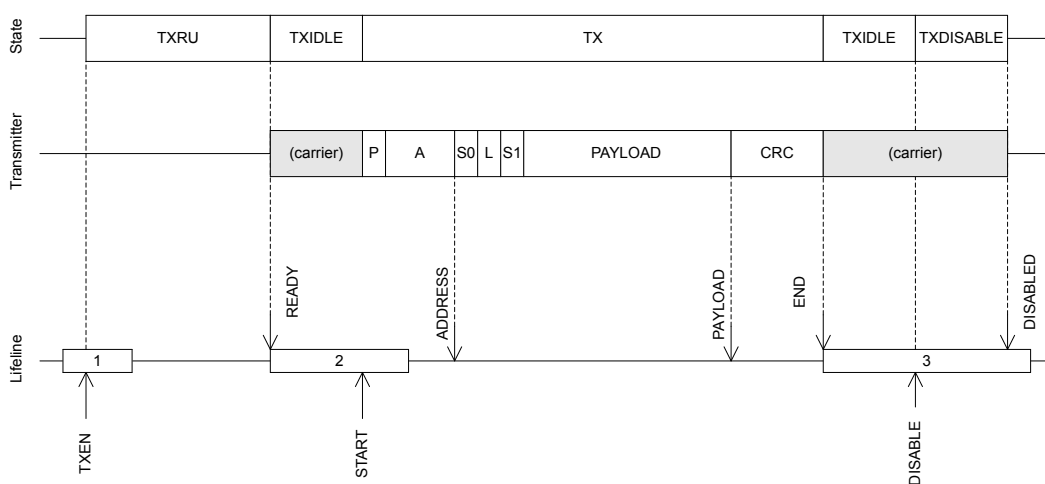 State
TXRU TXIDLE TX TXIDLE TXDISABLE
Transmitter
(carrier) P A S0 L S1 PAYLOAD CRC (carrier)
READY ADDRESS PAYLOAD END DISABLED
Lifeline
1 2 3
TXEN START DISABLE